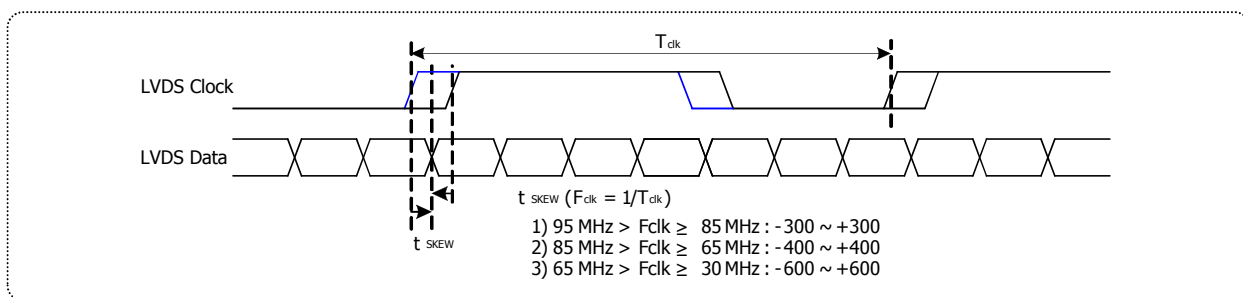 Tclk
LVDS Clock
LVDS Data
t SKEW (Fclk = 1/Tclk)
1) 95 MHz > Fclk ≥ 85 MHz : -300 ~ +300
t SKEW
2) 85 MHz > Fclk ≥ 65 MHz : -400 ~ +400
3) 65 MHz > Fclk ≥ 30 MHz : -600 ~ +600